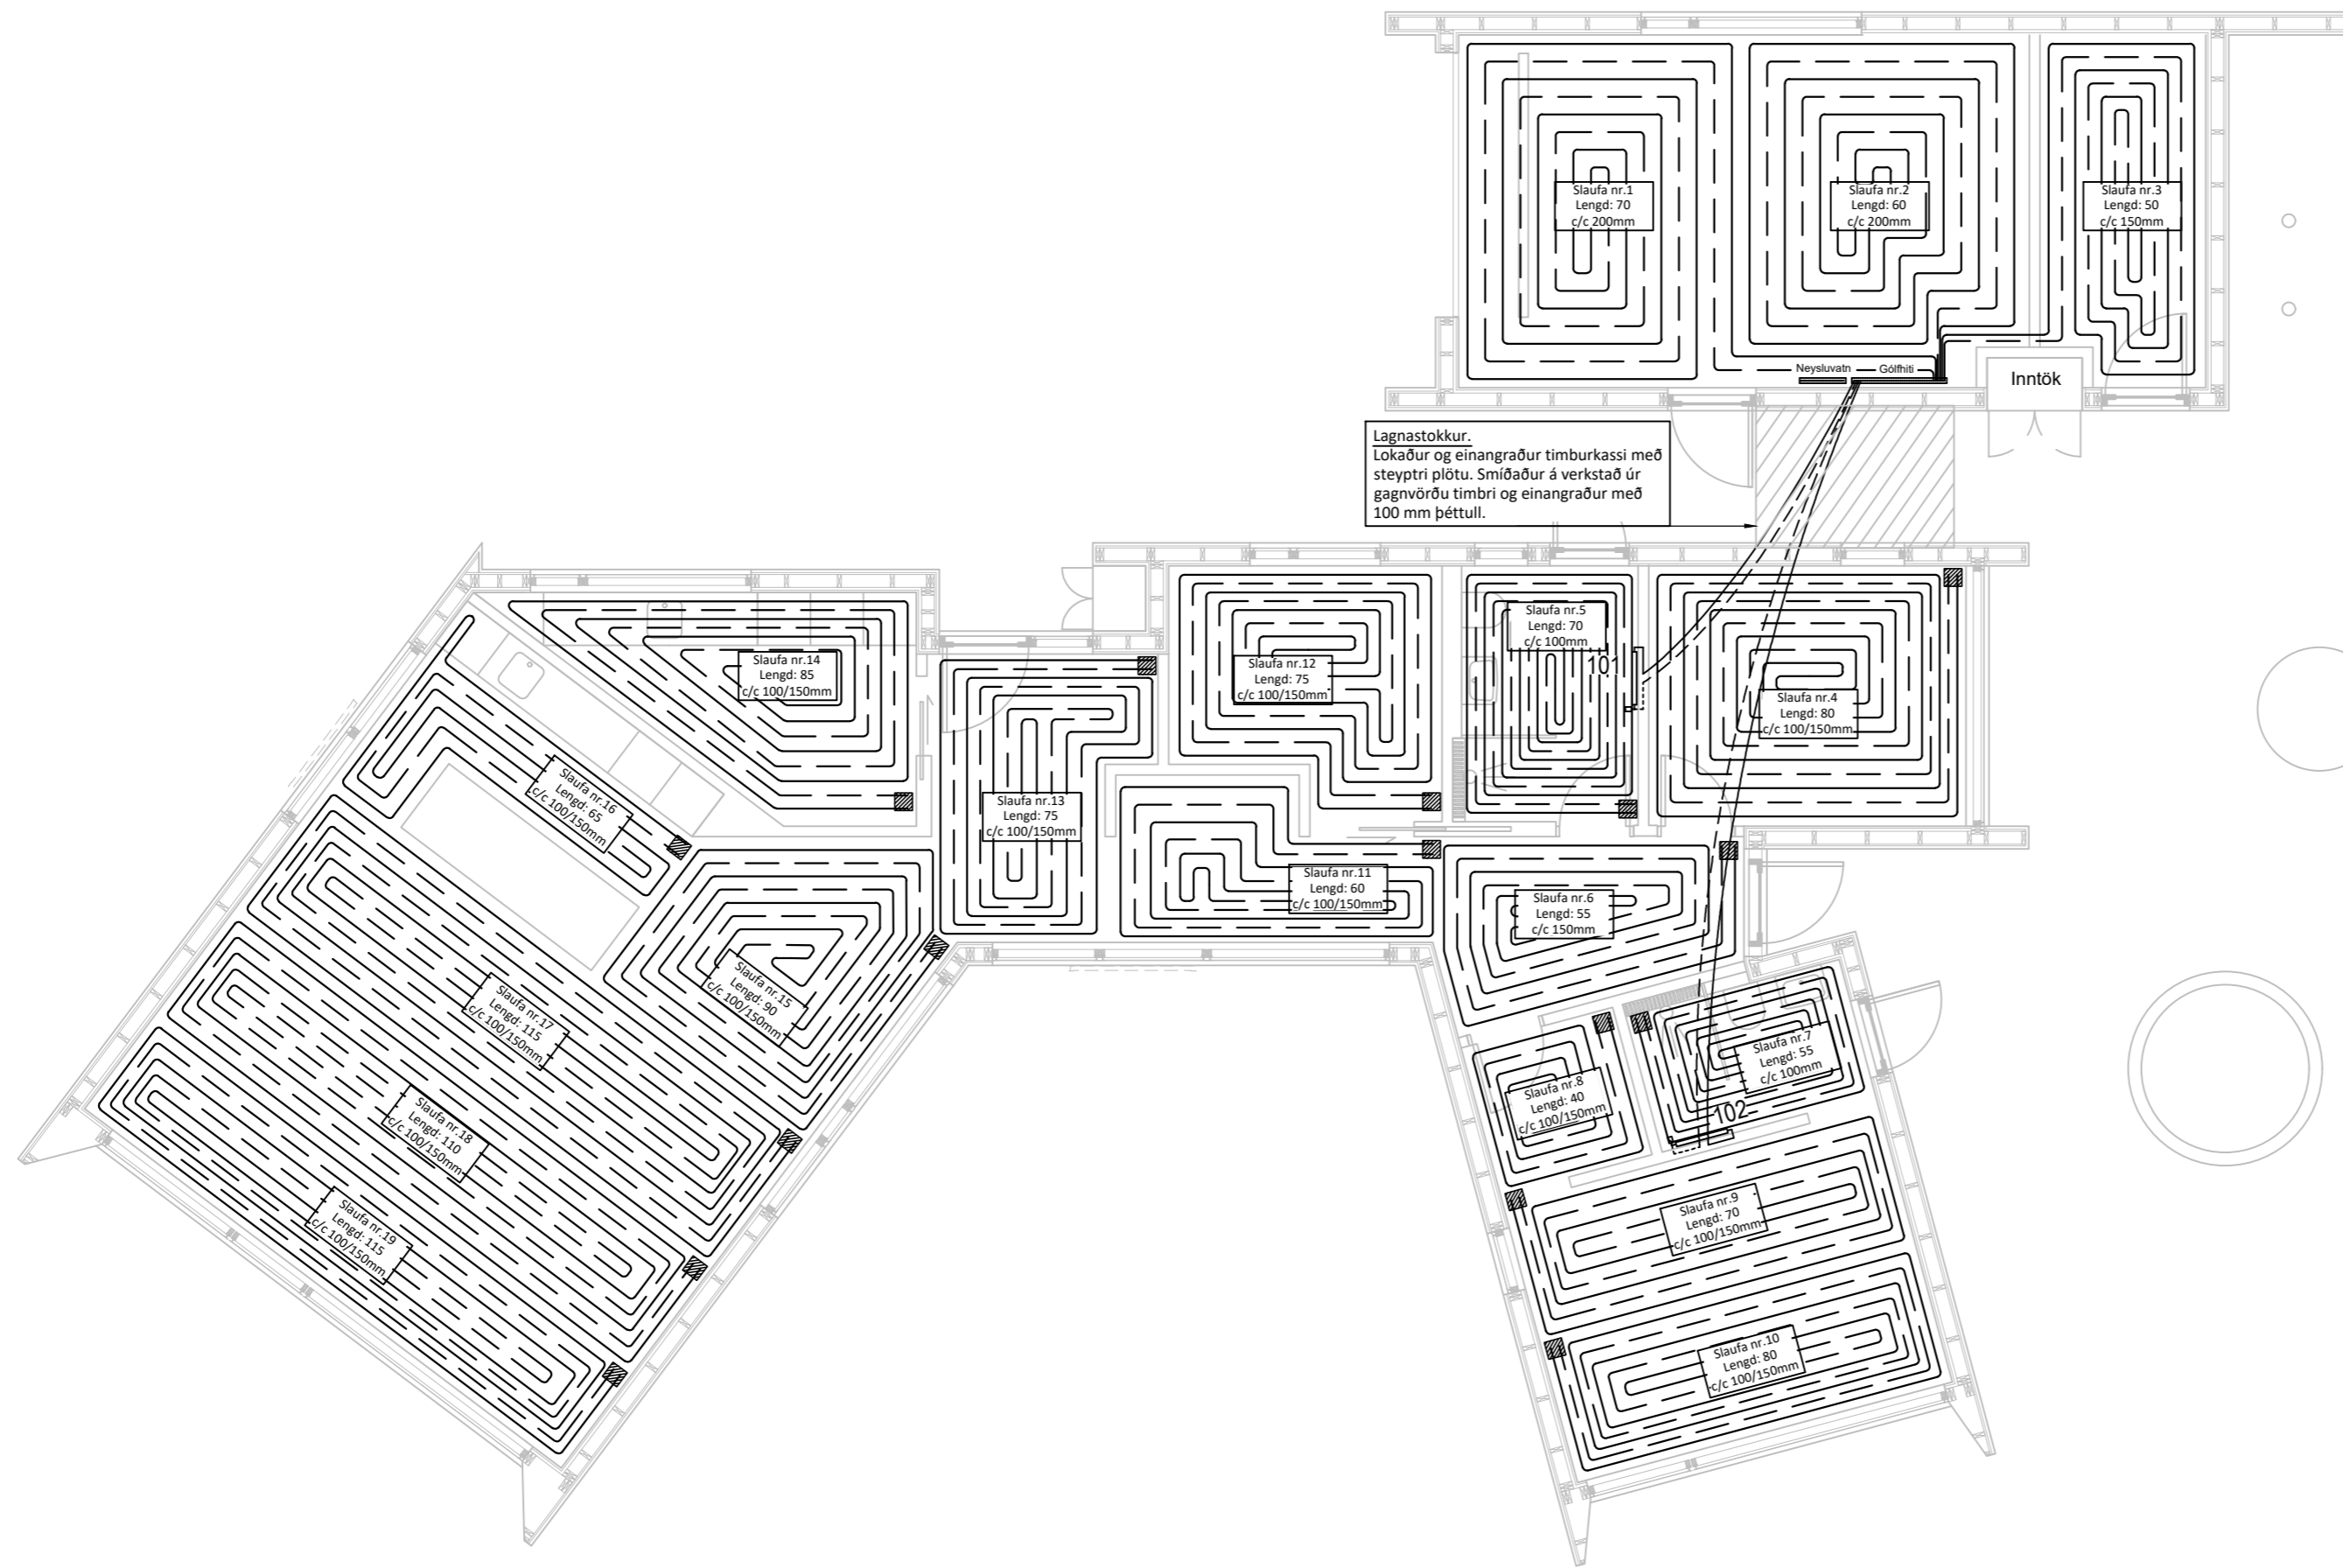 Slaufa nr.1
Lengd: 70
c/c 200mm
Slaufa nr.2
Lengd: 60
c/c 200mm
Slaufa nr.3
Lengd: 50
c/c 150mm
Neysluvatn
Gólfhiti
Inntök
Lagnastokkur.
Lokaður og einangraður timburkassi með
steyptri plötu. Smíðaður á verkstað úr
gagnvörðu timbri og einangraður með
100 mm þéttull.
Slaufa nr.14
Lengd: 85
c/c 100/150mm
Slaufa nr.12
Lengd: 75
c/c 100/150mm
Slaufa nr.5
Lengd: 70
c/c 100mm
101
Slaufa nr.4
Lengd: 80
c/c 100/150mm
Slaufa nr.16
Lengd: 65
c/c 100/150mm
Slaufa nr.13
Lengd: 75
c/c 100/150mm
Slaufa nr.11
Lengd: 60
c/c 100/150mm
Slaufa nr.6
Lengd: 55
c/c 150mm
Slaufa nr.15
Lengd: 90
c/c 100/150mm
Slaufa nr.17
Lengd: 115
c/c 100/150mm
Slaufa nr.7
Lengd: 55
c/c 100mm
Slaufa nr.8
Lengd: 40
c/c 100/150mm
102
Slaufa nr.18
Lengd: 110
c/c 100/150mm
Slaufa nr.9
Lengd: 70
c/c 100/150mm
Slaufa nr.19
Lengd: 115
c/c 100/150mm
Slaufa nr.10
Lengd: 80
c/c 100/150mm